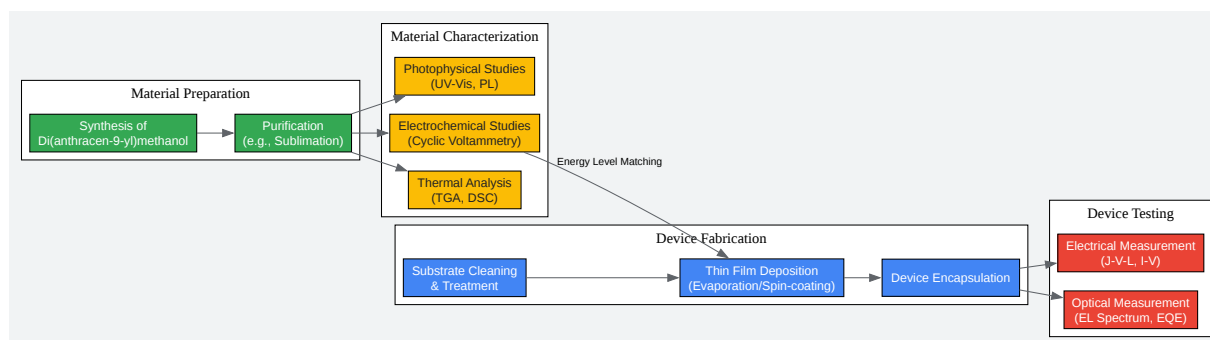 Material Preparation
Synthesis of
Di(anthracen-9-yl)methanol
Purification
(e.g., Sublimation)
Material Characterization
Photophysical Studies
(UV-Vis, PL)
Electrochemical Studies
(Cyclic Voltammetry)
Thermal Analysis
(TGA, DSC)
Energy Level Matching
Device Fabrication
Substrate Cleaning
& Treatment
Thin Film Deposition
(Evaporation/Spin-coating)
Device Encapsulation
Device Testing
Electrical Measurement
(J-V-L, I-V)
Optical Measurement
(EL Spectrum, EQE)